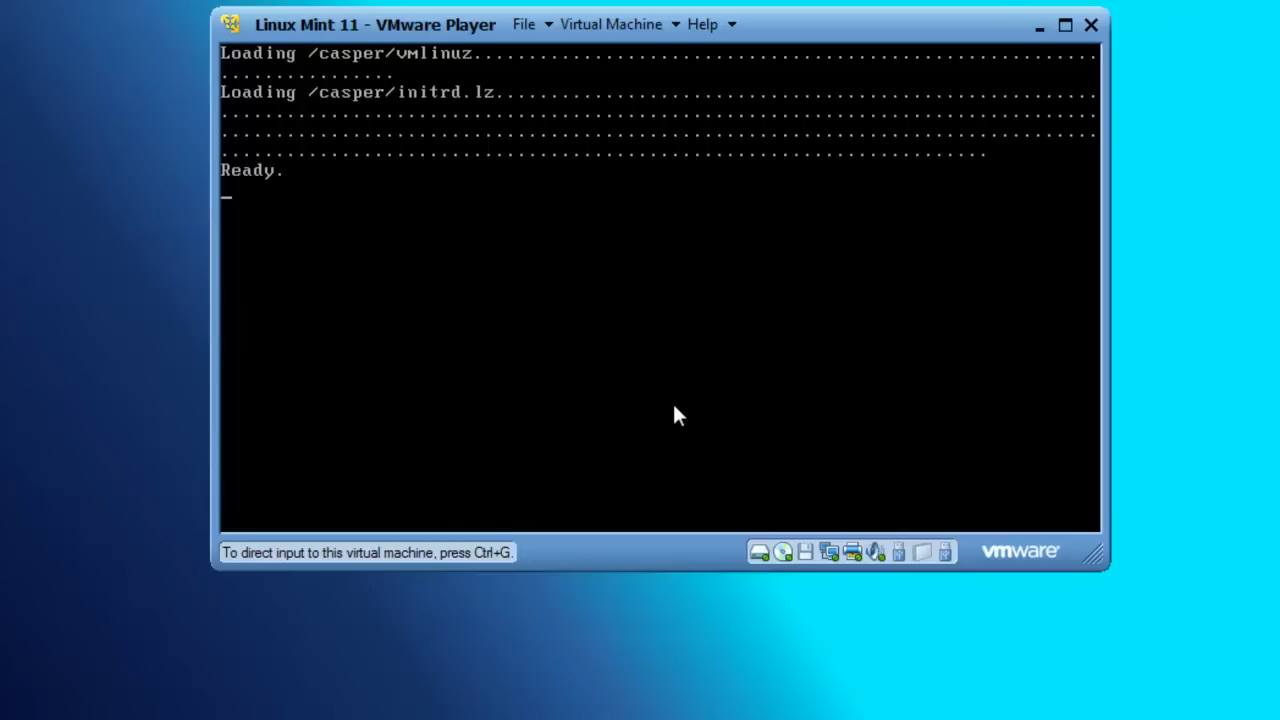 Linux Mint 11 - VMware Player File Virtual Machine Help
Loading /casper/vmlinuz.......................................................
................
Loading /casper/initrd.lz.....................................................
................................................................................
................................................................................
......................................................................
Ready.
_
To direct input to this virtual machine, press Ctrl+G.
vmware